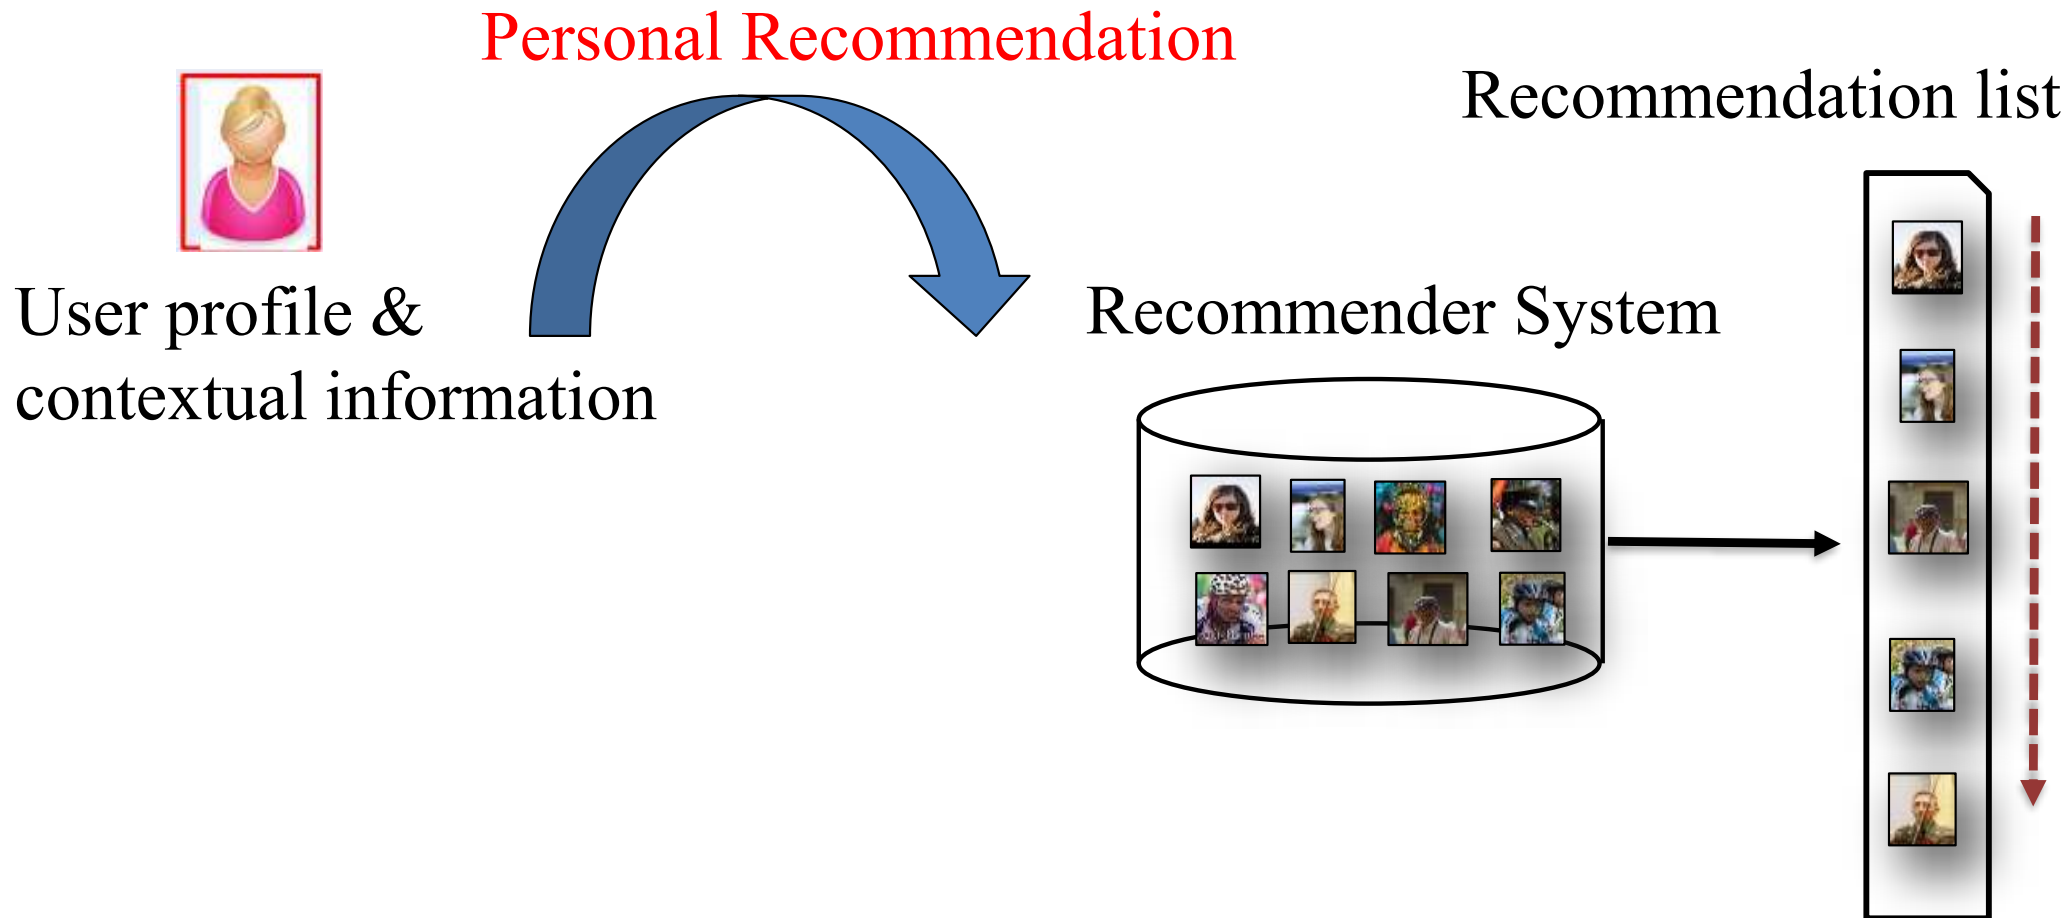 Personal Recommendation
Recommendation list
User profile &
contextual information
Recommender System